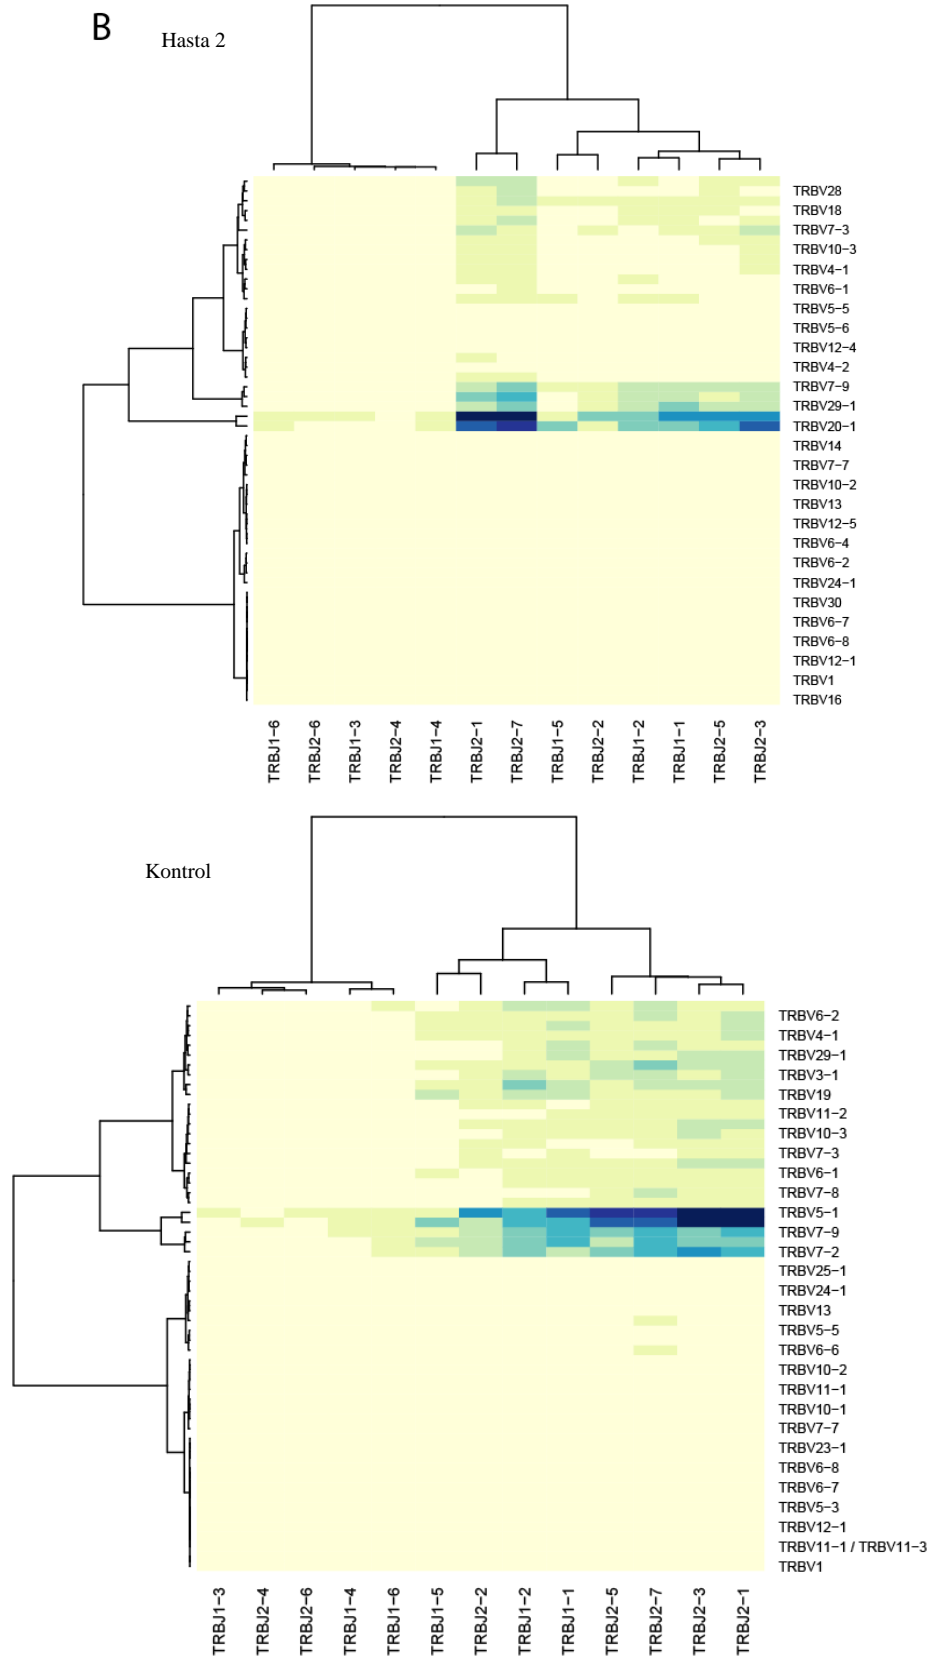 B
Hasta 2
TRBV28
TRBV18
TRBV7-3
TRBV10-3
TRBV4-1
TRBV6-1
TRBV5-5
TRBV5-6
TRBV12-4
TRBV4-2
TRBV7-9
TRBV29-1
TRBV20-1
TRBV14
TRBV7-7
TRBV10-2
TRBV13
TRBV12-5
TRBV6-4
TRBV6-2
TRBV24-1
TRBV30
TRBV6-7
TRBV6-8
TRBV12-1
TRBV1
TRBV16
TRBJ1-6
TRBJ2-6
TRBJ1-3
TRBJ2-4
TRBJ1-4
TRBJ2-1
TRBJ2-7
TRBJ1-5
TRBJ2-2
TRBJ1-2
TRBJ1-1
TRBJ2-5
TRBJ2-3
Kontrol
TRBV6-2
TRBV4-1
TRBV29-1
TRBV3-1
TRBV19
TRBV11-2
TRBV10-3
TRBV7-3
TRBV6-1
TRBV7-8
TRBV5-1
TRBV7-9
TRBV7-2
TRBV25-1
TRBV24-1
TRBV13
TRBV5-5
TRBV6-6
TRBV10-2
TRBV11-1
TRBV10-1
TRBV7-7
TRBV23-1
TRBV6-8
TRBV6-7
TRBV5-3
TRBV12-1
TRBV11-1 / TRBV11-3
TRBV1
TRBJ1-3
TRBJ2-4
TRBJ2-6
TRBJ1-4
TRBJ1-6
TRBJ1-5
TRBJ2-2
TRBJ1-2
TRBJ1-1
TRBJ2-5
TRBJ2-7
TRBJ2-3
TRBJ2-1